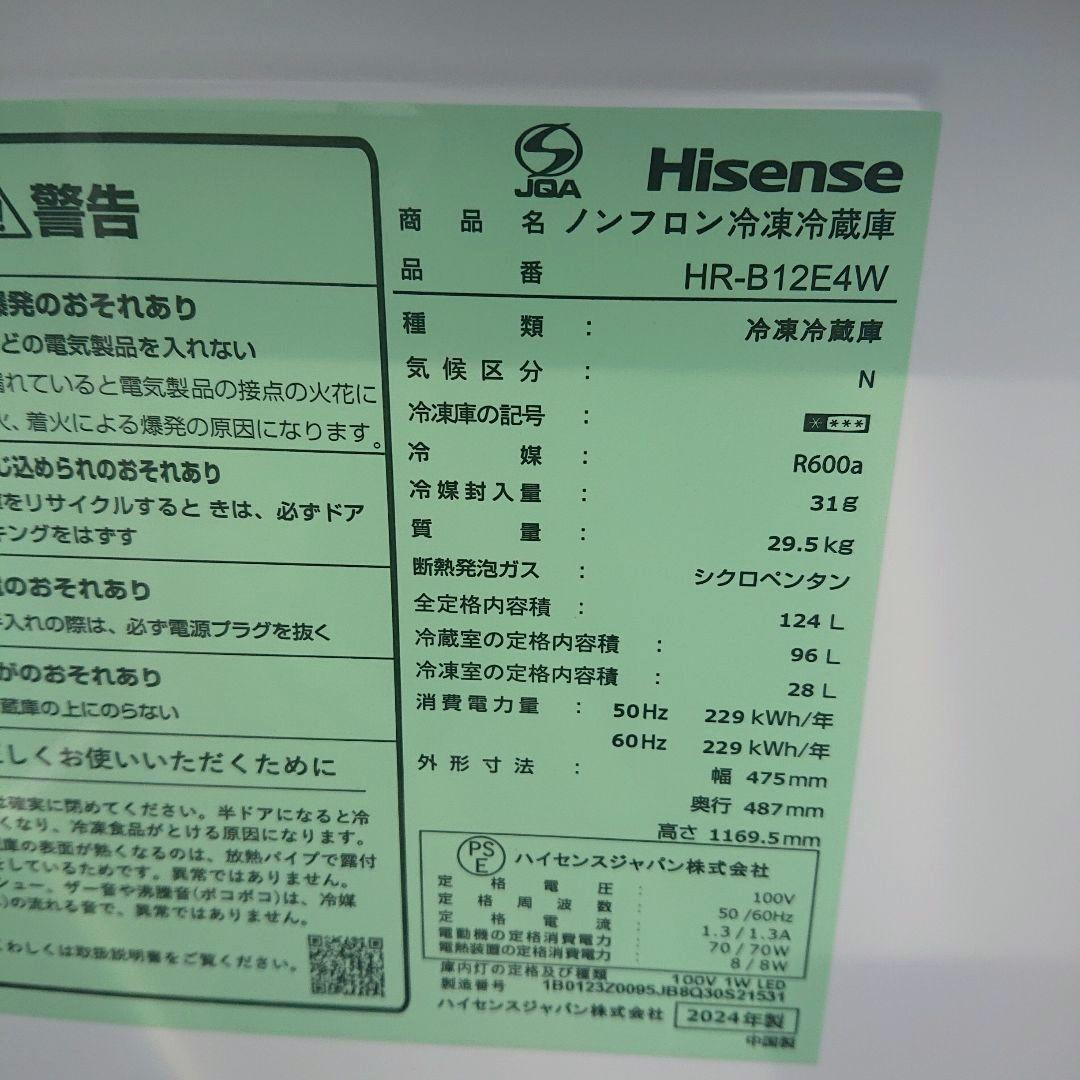 警告
爆発のおそれあり
どの電気製品を入れない
れていると電気製品の接点の火花に
火、着火による爆発の原因になります。
じ込められのおそれあり
をリサイクルするときは、必ずドア
キングをはずす
のおそれあり
入れの際は、必ず電源プラグを抜く
がのおそれあり
蔵庫の上にのらない
しくお使いいただくために
は確実に閉めてください。半ドアになると冷
くなり、冷凍食品がとける原因になります。
庫の表面が熱くなるのは、放熱パイプで露付
をしているためです。異常ではありません。
シュー、ザー音や沸騰音(ボコボコ)は、冷媒
の流れる音で、異常ではありません。
くわしくは取扱説明書をご覧ください。
JQA
Hisense
商品名 ノンフロン冷凍冷蔵庫
品番 HR-B12E4W
種類 : 冷凍冷蔵庫
気候区分 : N
冷凍庫の記号 : ****
冷媒 : R600a
冷媒封入量 : 31g
質量 : 29.5kg
断熱発泡ガス : シクロペンタン
全定格内容積 : 124 L
冷蔵室の定格内容積 : 96 L
冷凍室の定格内容積 : 28 L
消費電力量 : 50Hz 229 kWh/年
60Hz 229 kWh/年
外形寸法 : 幅 475mm
奥行 487mm
高さ 1169.5mm
PSE ハイセンスジャパン株式会社
定格電圧 : 100V
定格周波数 : 50/60Hz
定格電流 : 1.3/1.3A
電動機の定格消費電力 : 70/70W
電熱装置の定格消費電力 : 8/8W
庫内灯の定格及び種類 100V 1W LED
製造番号 1B0123Z0095JB8Q30S21531
ハイセンスジャパン株式会社 2024年製
中国製